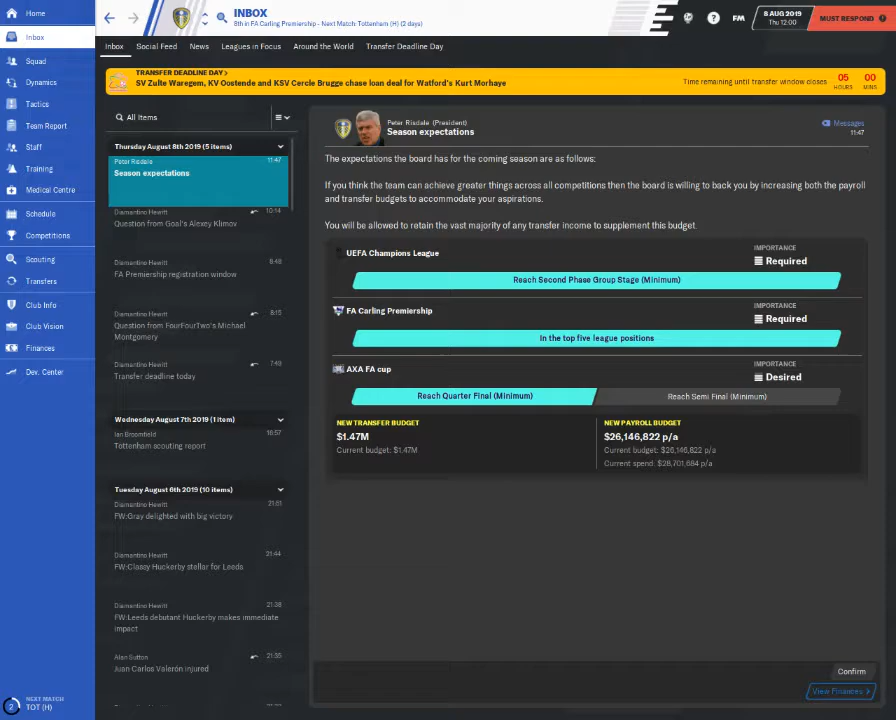 Home
Inbox
Squad
Dynamics
Tactics
Team Report
Staff
Training
Medical Centre
Schedule
Competitions
Scouting
Transfers
Club Info
Club Vision
Finances
Dev. Center
2
NEXT MATCH
TOT (H)
INBOX
8th in FA Carling Premiership - Next Match: Tottenham (H) (2 days)
FM
8 AUG 2019
Thu 12:00
MUST RESPOND
Inbox
Social Feed
News
Leagues in Focus
Around the World
Transfer Deadline Day
TRANSFER DEADLINE DAY>
SV Zulte Waregem, KV Oostende and KSV Cercle Brugge chase loan deal for Watford's Kurt Morhaye
Time remaining until transfer window closes
05
HOURS
00
MINS
All Items
Thursday August 8th 2019 (5 items)
Peter Risdale
11:47
Season expectations
Diamantino Hewitt
10:14
Question from Goal's Alexey Klimov
Diamantino Hewitt
8:48
FA Premiership registration window
Diamantino Hewitt
8:15
Question from FourFourTwo's Michael
Montgomery
Diamantino Hewitt
7:49
Transfer deadline today
Wednesday August 7th 2019 (1 item)
Ian Broomfield
18:57
Tottenham scouting report
Tuesday August 6th 2019 (10 items)
Diamantino Hewitt
21:51
FW:Gray delighted with big victory
Diamantino Hewitt
21:44
FW:Classy Huckerby stellar for Leeds
Diamantino Hewitt
21:38
FW:Leeds debutant Huckerby makes immediate
impact
Alan Sutton
21:35
Juan Carlos Valerón injured
Peter Risdale (President)
Season expectations
Messages
11:47
The expectations the board has for the coming season are as follows:
If you think the team can achieve greater things across all competitions then the board is willing to back you by increasing both the payroll
and transfer budgets to accommodate your aspirations.
You will be allowed to retain the vast majority of any transfer income to supplement this budget.
UEFA Champions League
IMPORTANCE
Required
Reach Second Phase Group Stage (Minimum)
FA Carling Premiership
IMPORTANCE
Required
In the top five league positions
AXA FA cup
IMPORTANCE
Desired
Reach Quarter Final (Minimum)
Reach Semi Final (Minimum)
NEW TRANSFER BUDGET
$1.47M
Current budget: $1.47M
NEW PAYROLL BUDGET
$26,146,822 p/a
Current budget: $26,146,822 p/a
Current spend: $28,701,684 p/a
Confirm
View Finances >